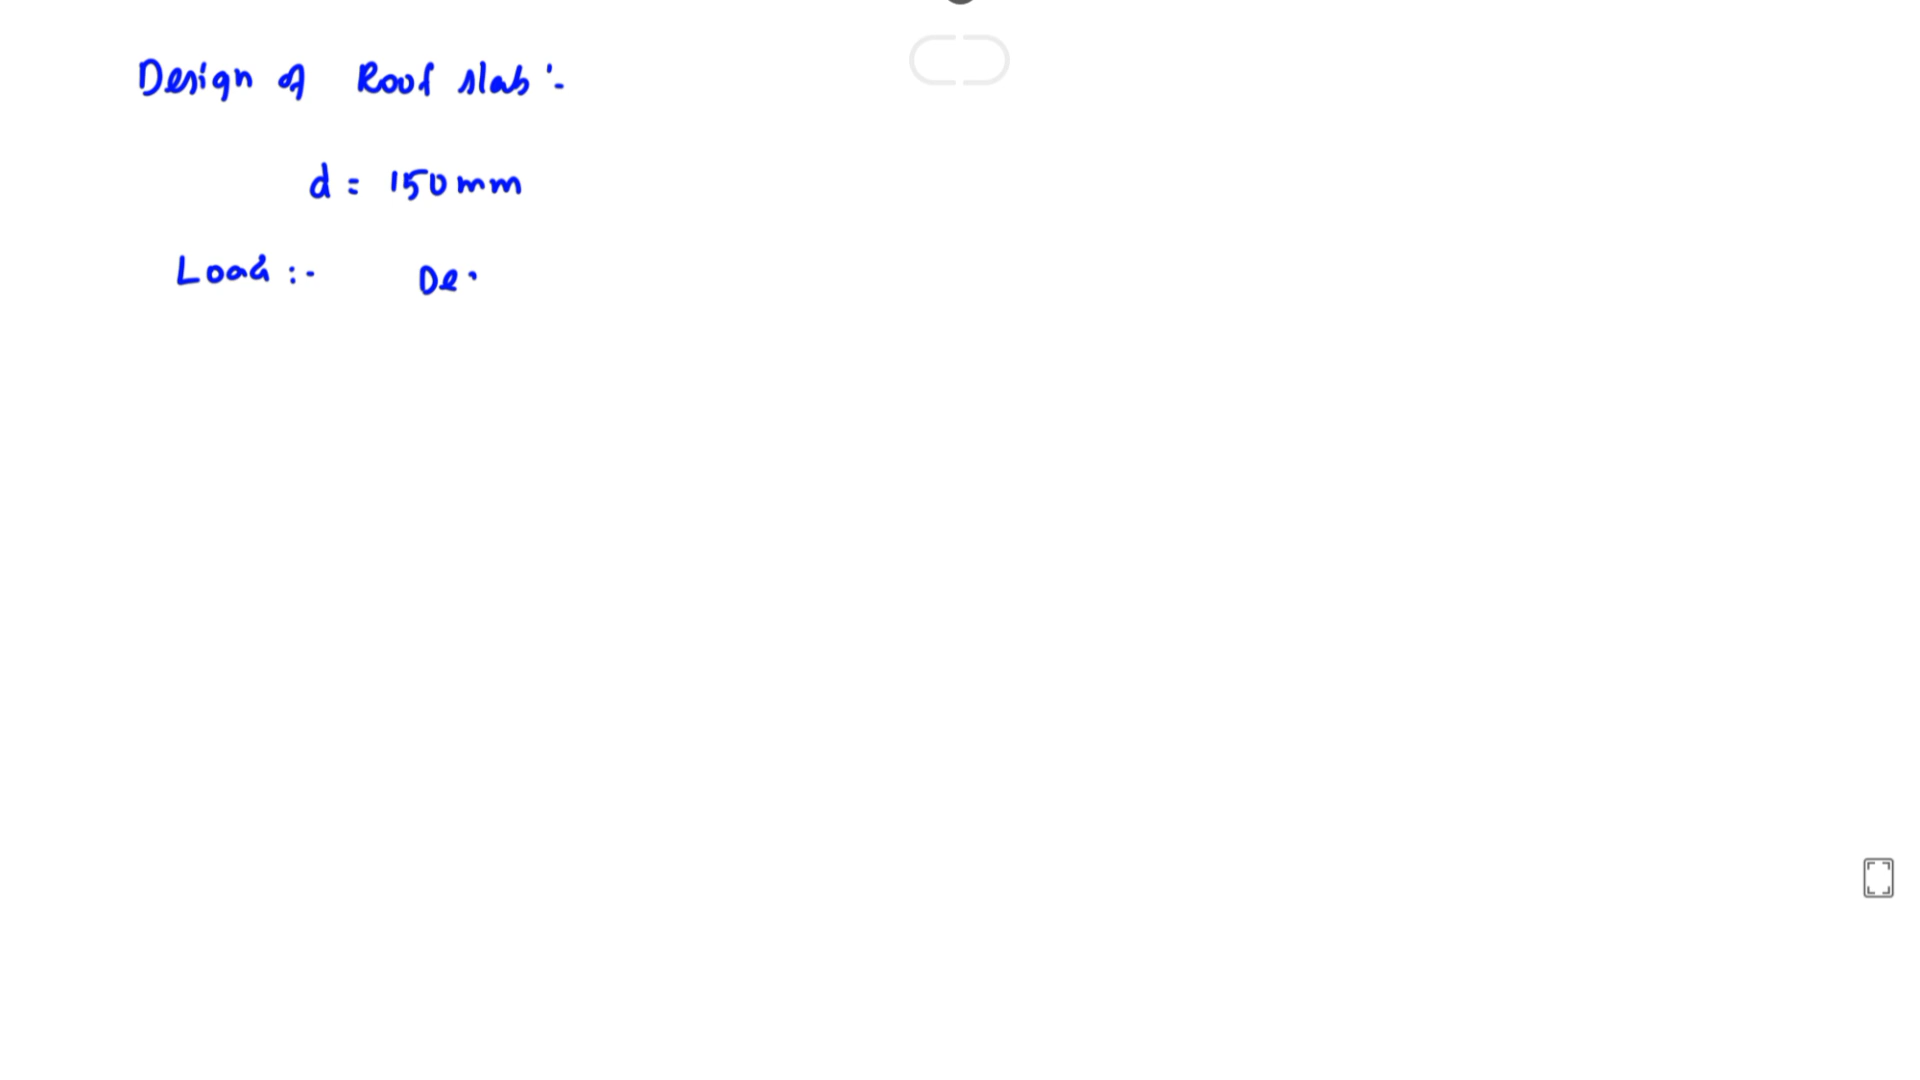 Design of Roof slab :-
d = 150mm
Load :- De